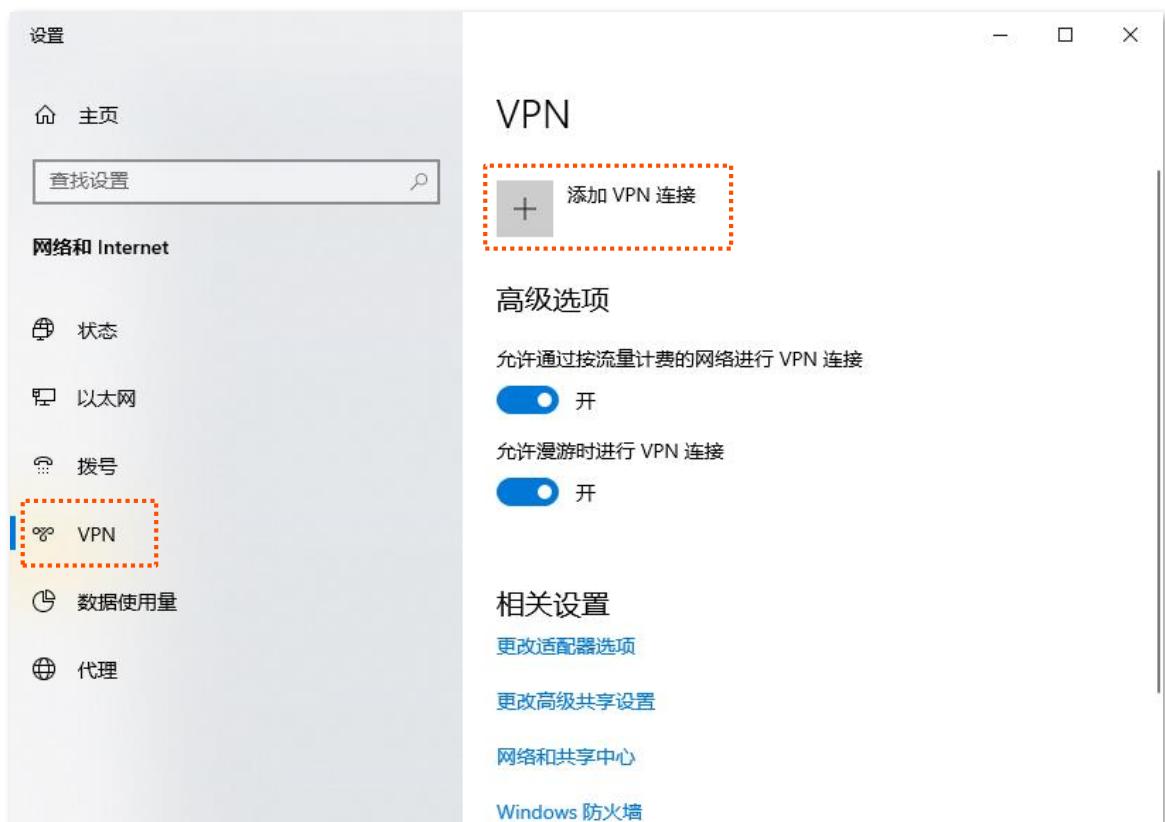 设置
主页
查找设置
网络和 Internet
状态
以太网
拨号
VPN
数据使用量
代理
VPN
添加 VPN 连接
高级选项
允许通过按流量计费的网络进行 VPN 连接
开
允许漫游时进行 VPN 连接
开
相关设置
更改适配器选项
更改高级共享设置
网络和共享中心
Windows 防火墙